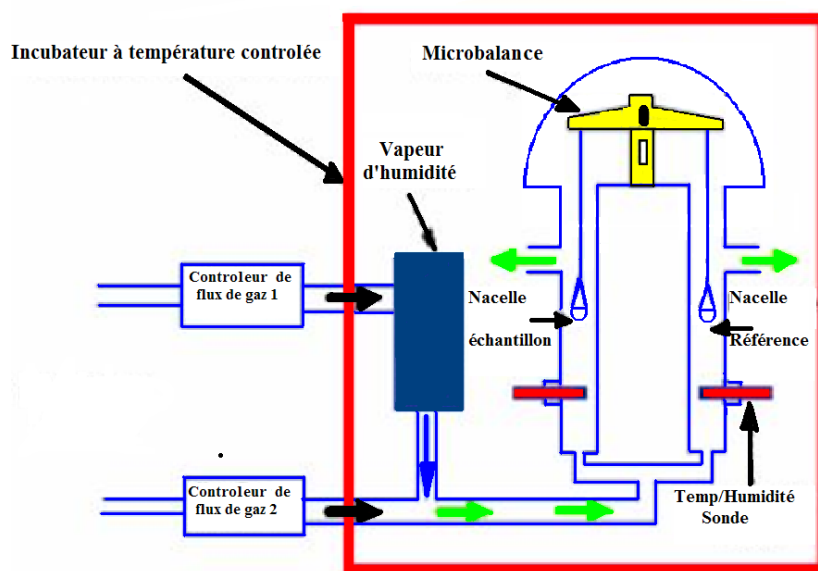 Incubateur à température controlée
Microbalance
Vapeur
d'humidité
Controleur de
flux de gaz 1
Nacelle
échantillon
Nacelle
Référence
Controleur de
flux de gaz 2
Temp/Humidité
Sonde